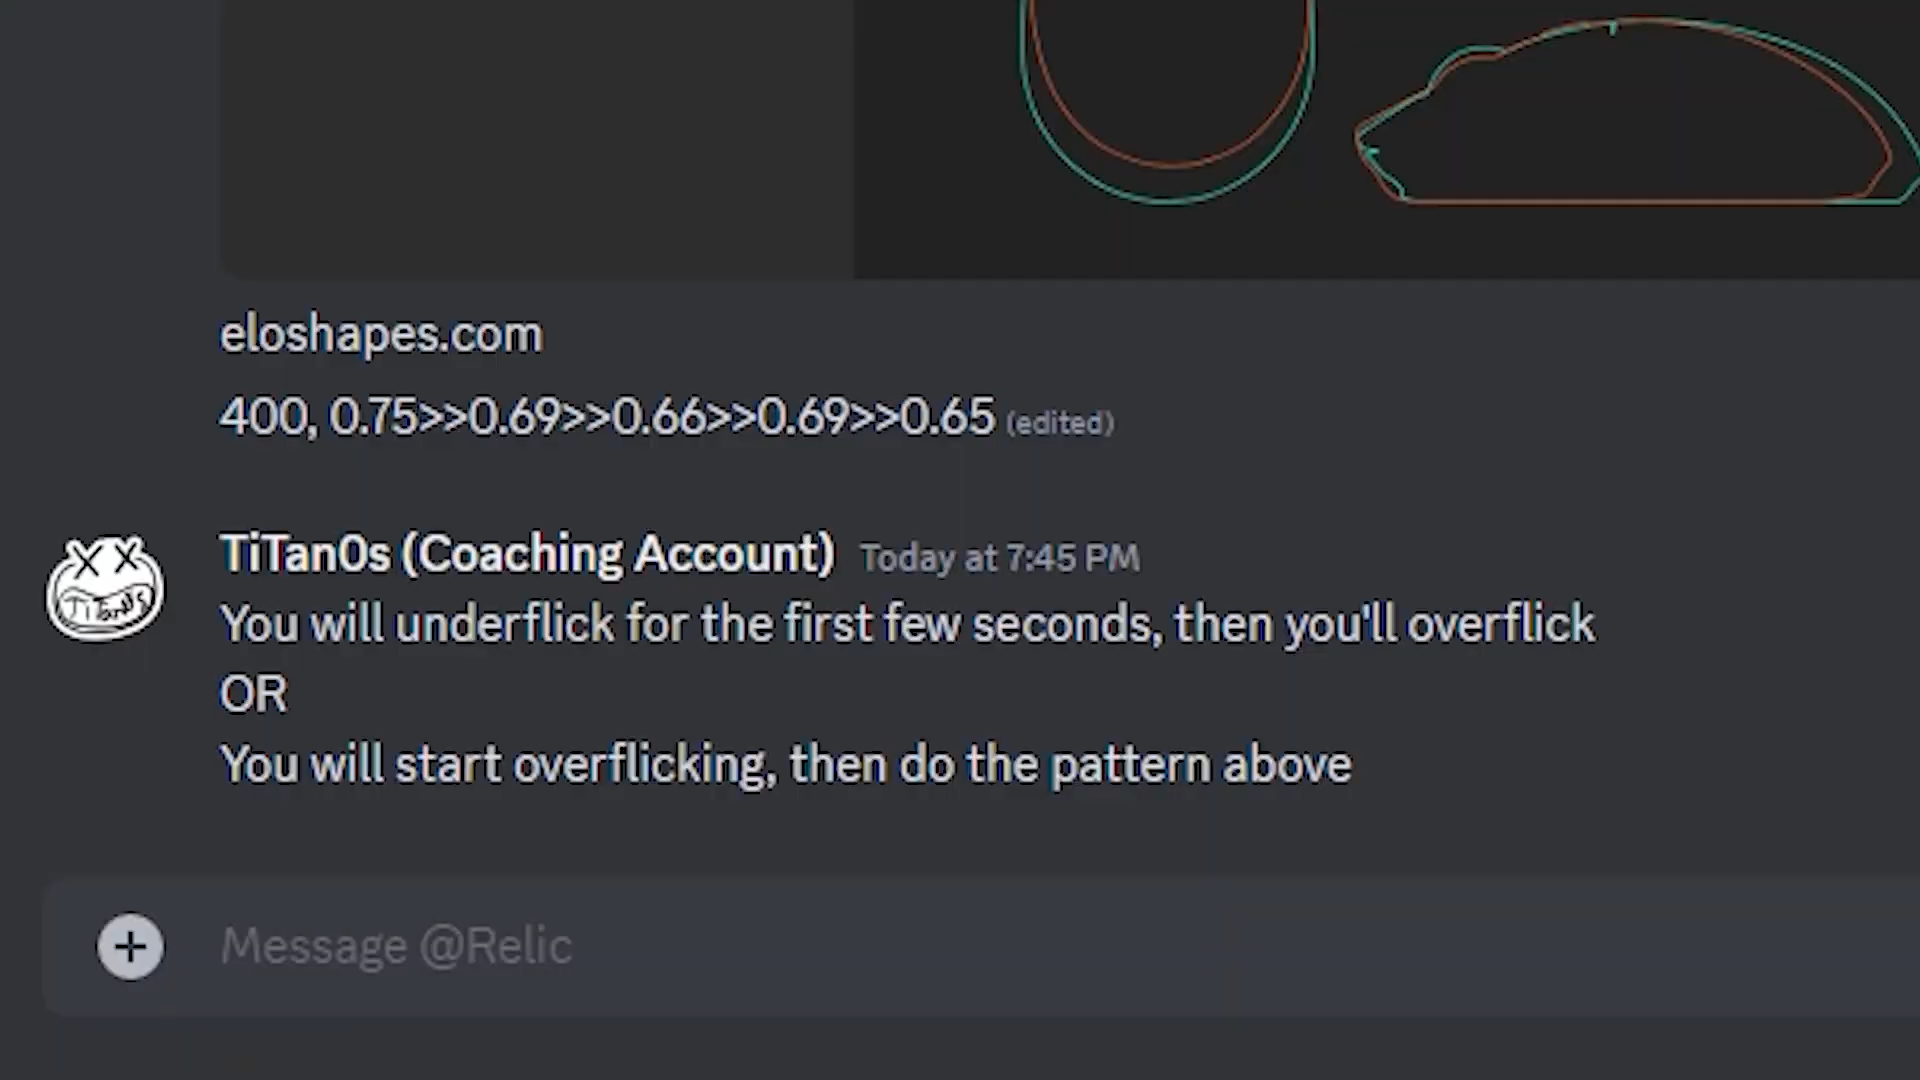 eloshapes.com
400, 0.75>>0.69>>0.66>>0.69>>0.65 (edited)
TiTan0s (Coaching Account) Today at 7:45 PM
TiTan0s
You will underflick for the first few seconds, then you'll overflick
OR
You will start overflicking, then do the pattern above
Message @Relic